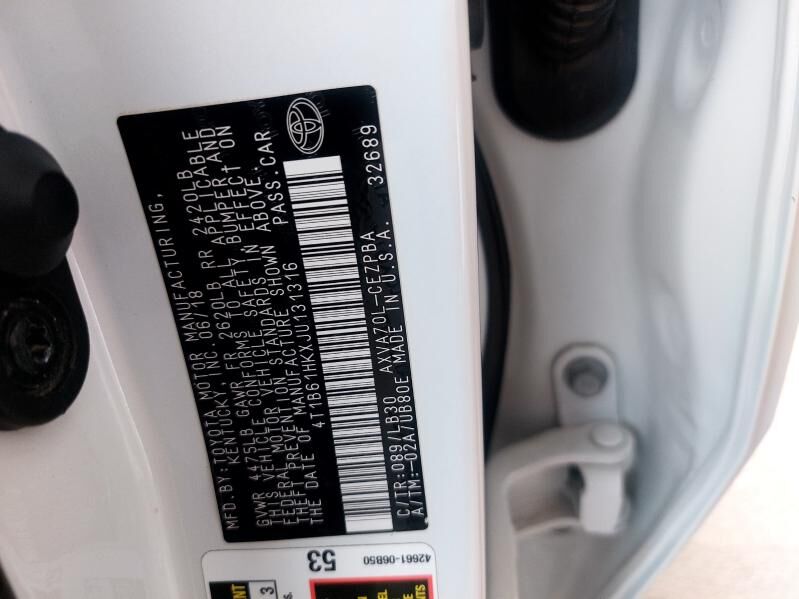 MFD.BY:TOYOTA MOTOR MANUFACTURING,
KENTUCKY, INC 06/18
GVWR 4475LB GAWR FR 2620LB RR 2420LB
THIS VEHICLE CONFORMS TO ALL APPLICABLE
FEDERAL MOTOR VEHICLE SAFETY, BUMPER, AND
THEFT PREVENTION STANDARDS IN EFFECT ON
THE DATE OF MANUFACTURE SHOWN ABOVE.
4T1B61HKXJU131316 PASS.CAR
C/TR:089/LB30 AXVA70L-CEZPBA
A/TM:-02A/UB80E MADE IN U.S.A. 32689
53
42661-06B50
3